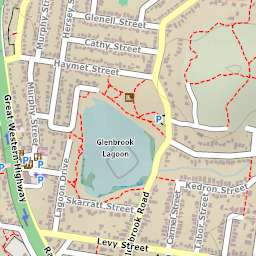 Glenell Street
Hersey
Murphy Street
Cathy Street
Haymet Street
Great Western Highway
Murphy Street
P
Glenbrook
Lagoon
P
P
Lagoon Drive
Kedron Street
Skarratt Street
Glenbrook Road
Carmel Street
Tabor Street
Levy Street